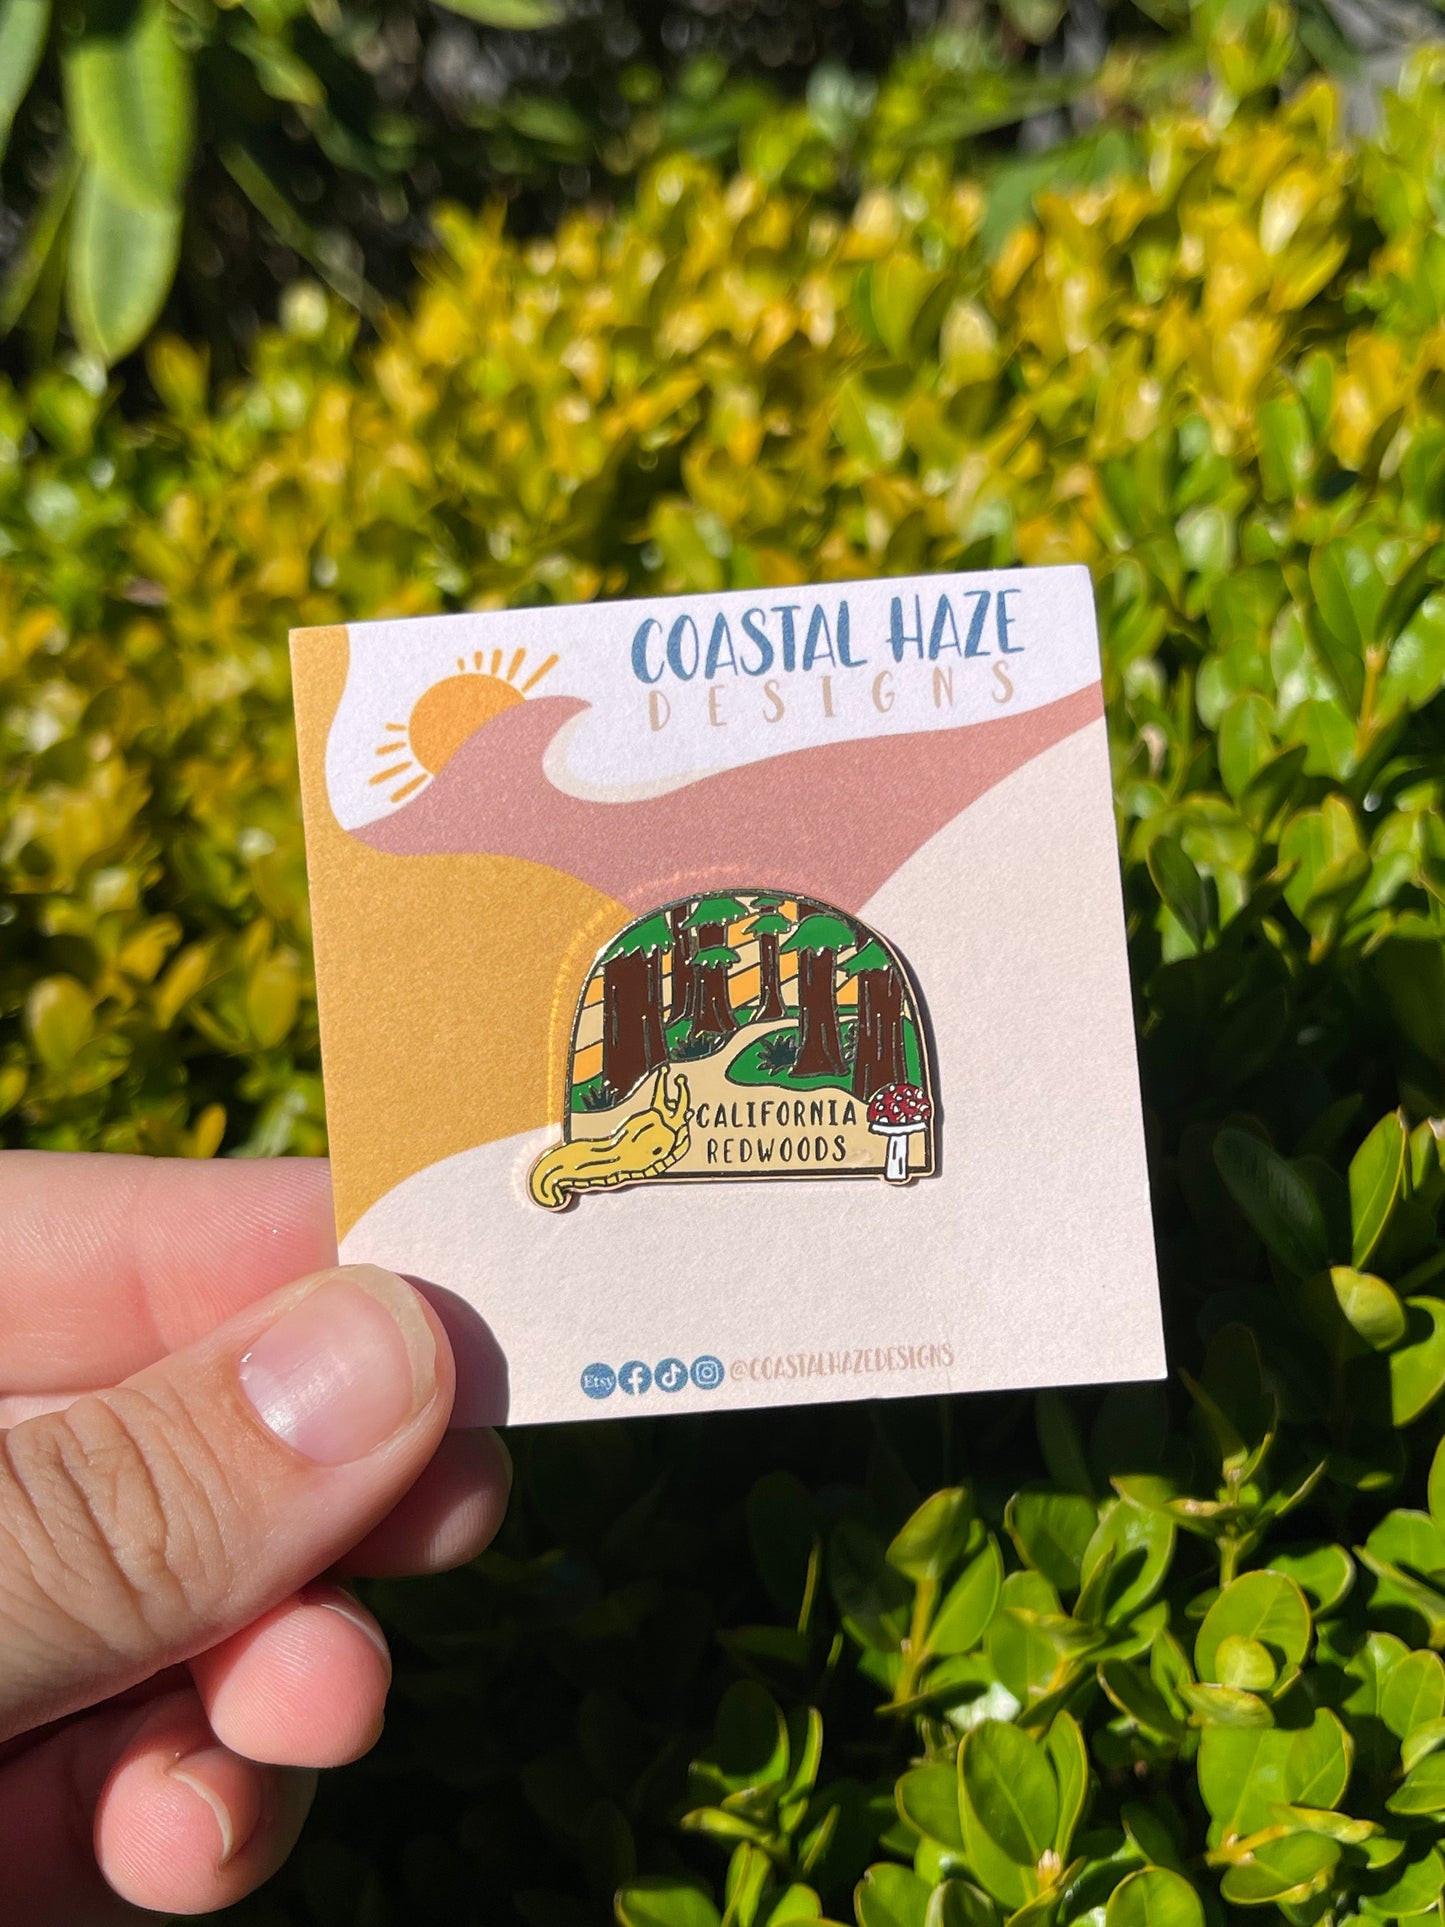 COASTAL HAZE
DESIGNS
CALIFORNIA
REDWOODS
Etsy @COASTALHAZEDESIGNS